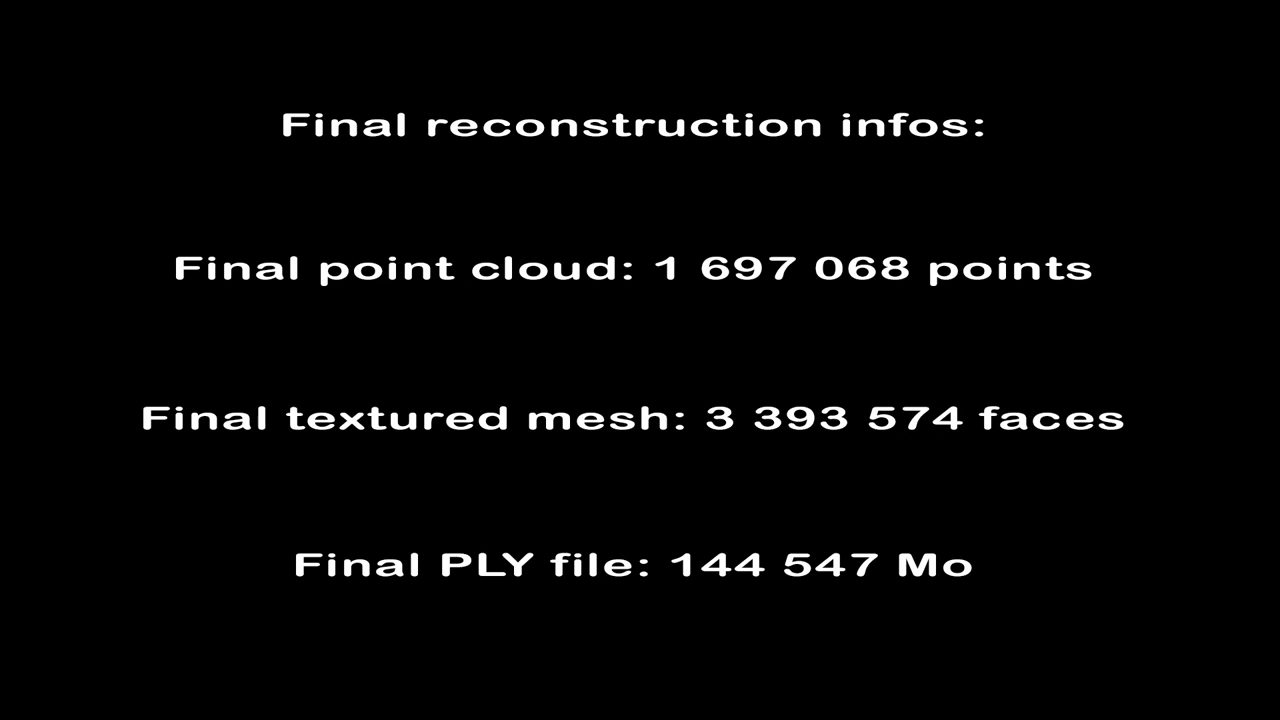 Final reconstruction infos:
Final point cloud: 1 697 068 points
Final textured mesh: 3 393 574 faces
Final PLY file: 144 547 Mo